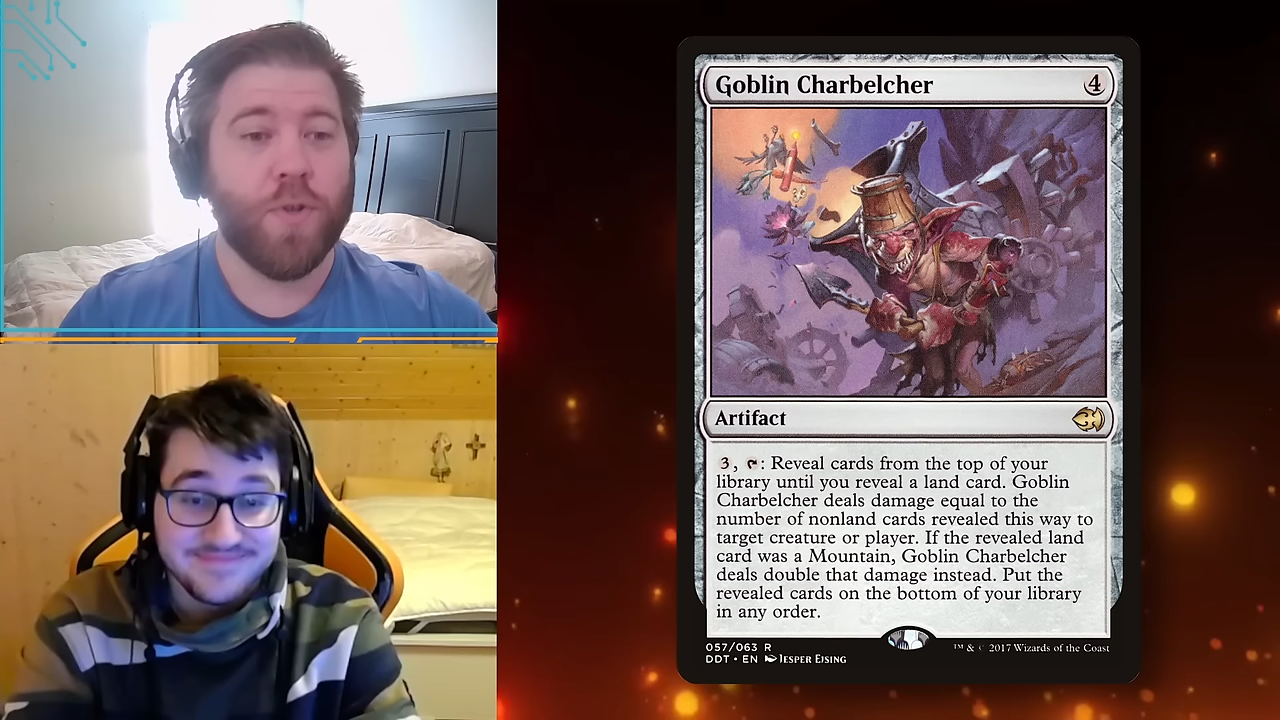 Goblin Charbelcher 4
Artifact
3, : Reveal cards from the top of your
library until you reveal a land card. Goblin
Charbelcher deals damage equal to the
number of nonland cards revealed this way to
target creature or player. If the revealed land
card was a Mountain, Goblin Charbelcher
deals double that damage instead. Put the
revealed cards on the bottom of your library
in any order.
057/063 R
DDT • EN Jesper Ejsing
™ & © 2017 Wizards of the Coast